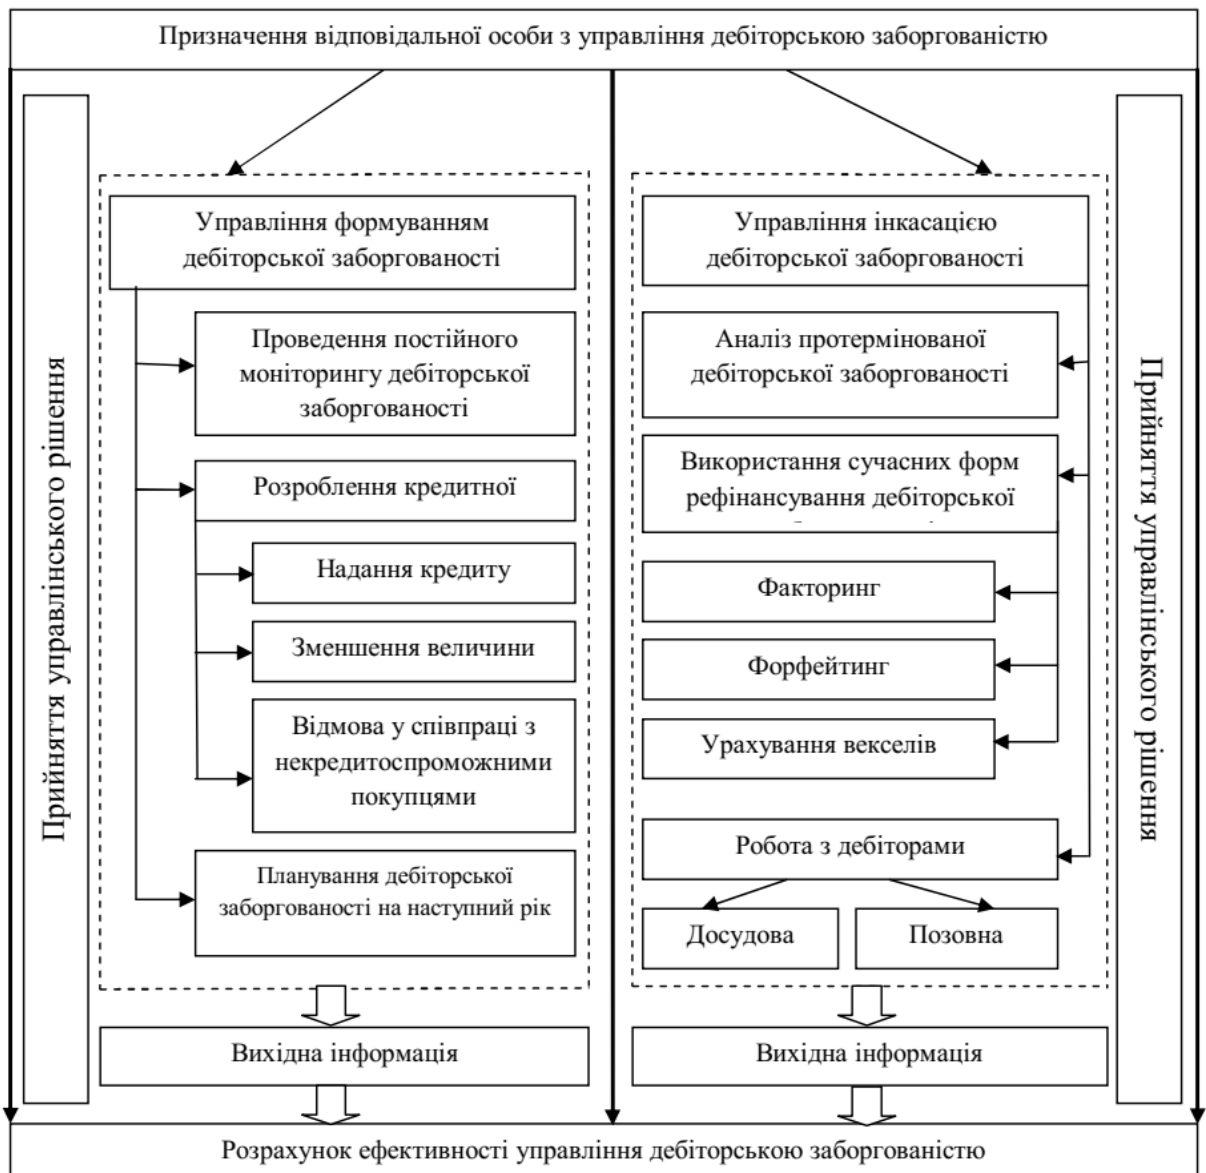 Призначення відповідальної особи з управління дебіторською заборгованістю
Прийняття управлінського рішення
Управління формуванням
дебіторської заборгованості
Проведення постійного
моніторингу дебіторської
заборгованості
Розроблення кредитної
Надання кредиту
Зменшення величини
Відмова у співпраці з
некредитоспроможними
покупцями
Планування дебіторської
заборгованості на наступний рік
Вихідна інформація
Управління інкасацією
дебіторської заборгованості
Аналіз протермінованої
дебіторської заборгованості
Використання сучасних форм
рефінансування дебіторської
Факторинг
Форфейтинг
Урахування векселів
Робота з дебіторами
Досудова
Позовна
Вихідна інформація
Прийняття управлінського рішення
Розрахунок ефективності управління дебіторською заборгованістю